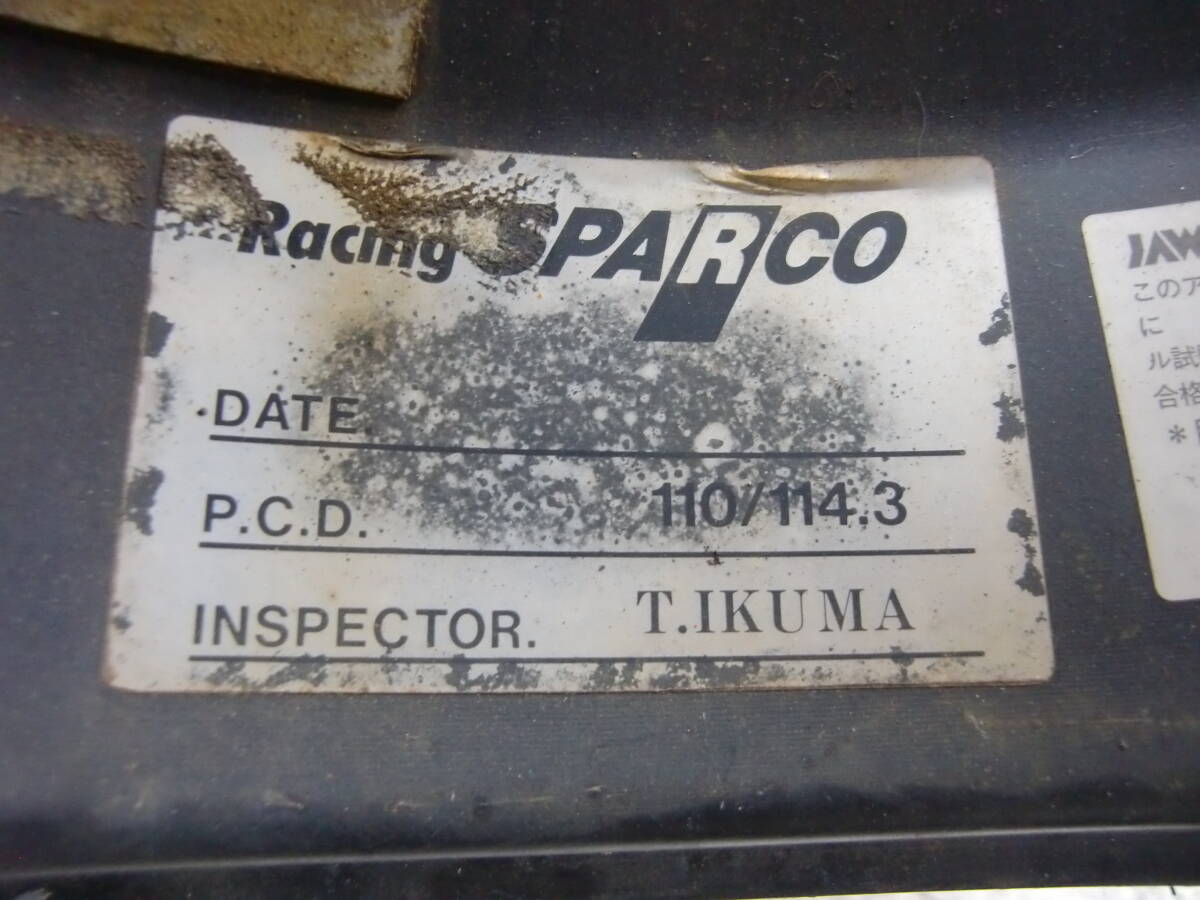 Racing SPARCO
DATE.
P.C.D. 110/114.3
INSPECTOR. T.IKUMA
JAW
このア
に
ル試
合格
*